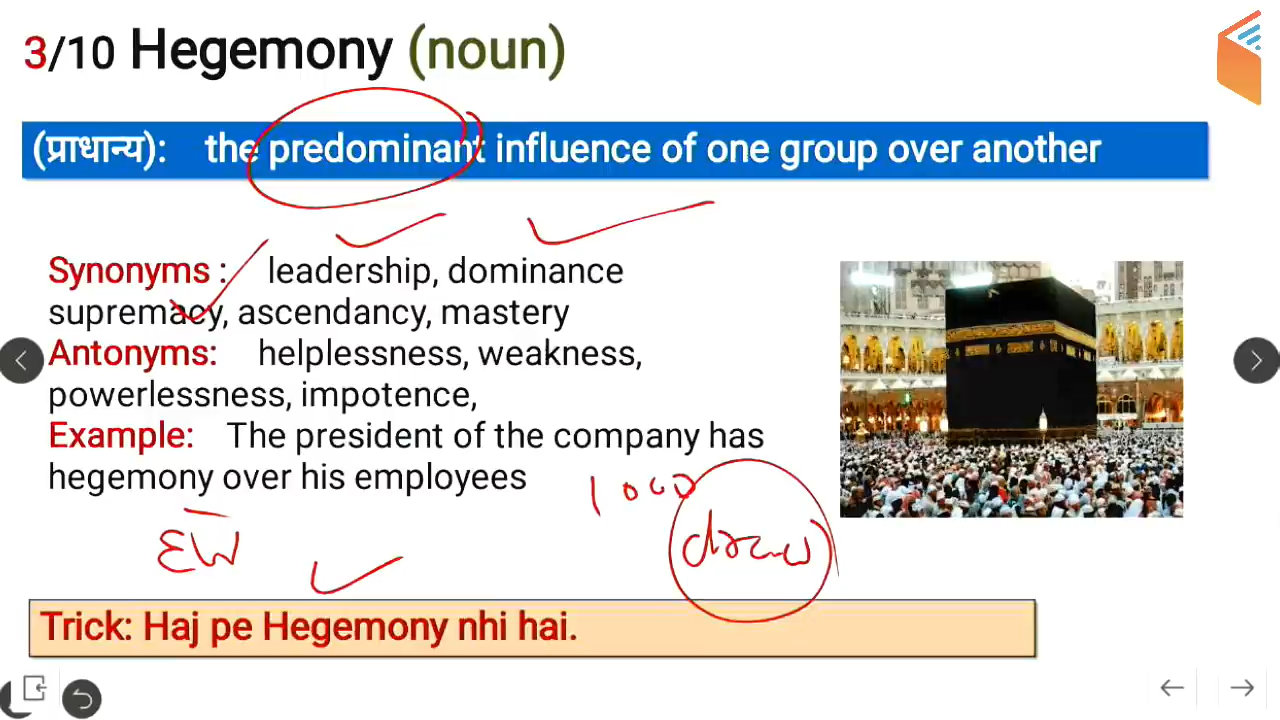 3/10 Hegemony (noun)
(प्राधान्य): the predominant influence of one group over another
Synonyms : leadership, dominance
supremacy, ascendancy, mastery
Antonyms: helplessness, weakness,
powerlessness, impotence,
Example: The president of the company has
hegemony over his employees
1000
EW
Trick: Haj pe Hegemony nhi hai.